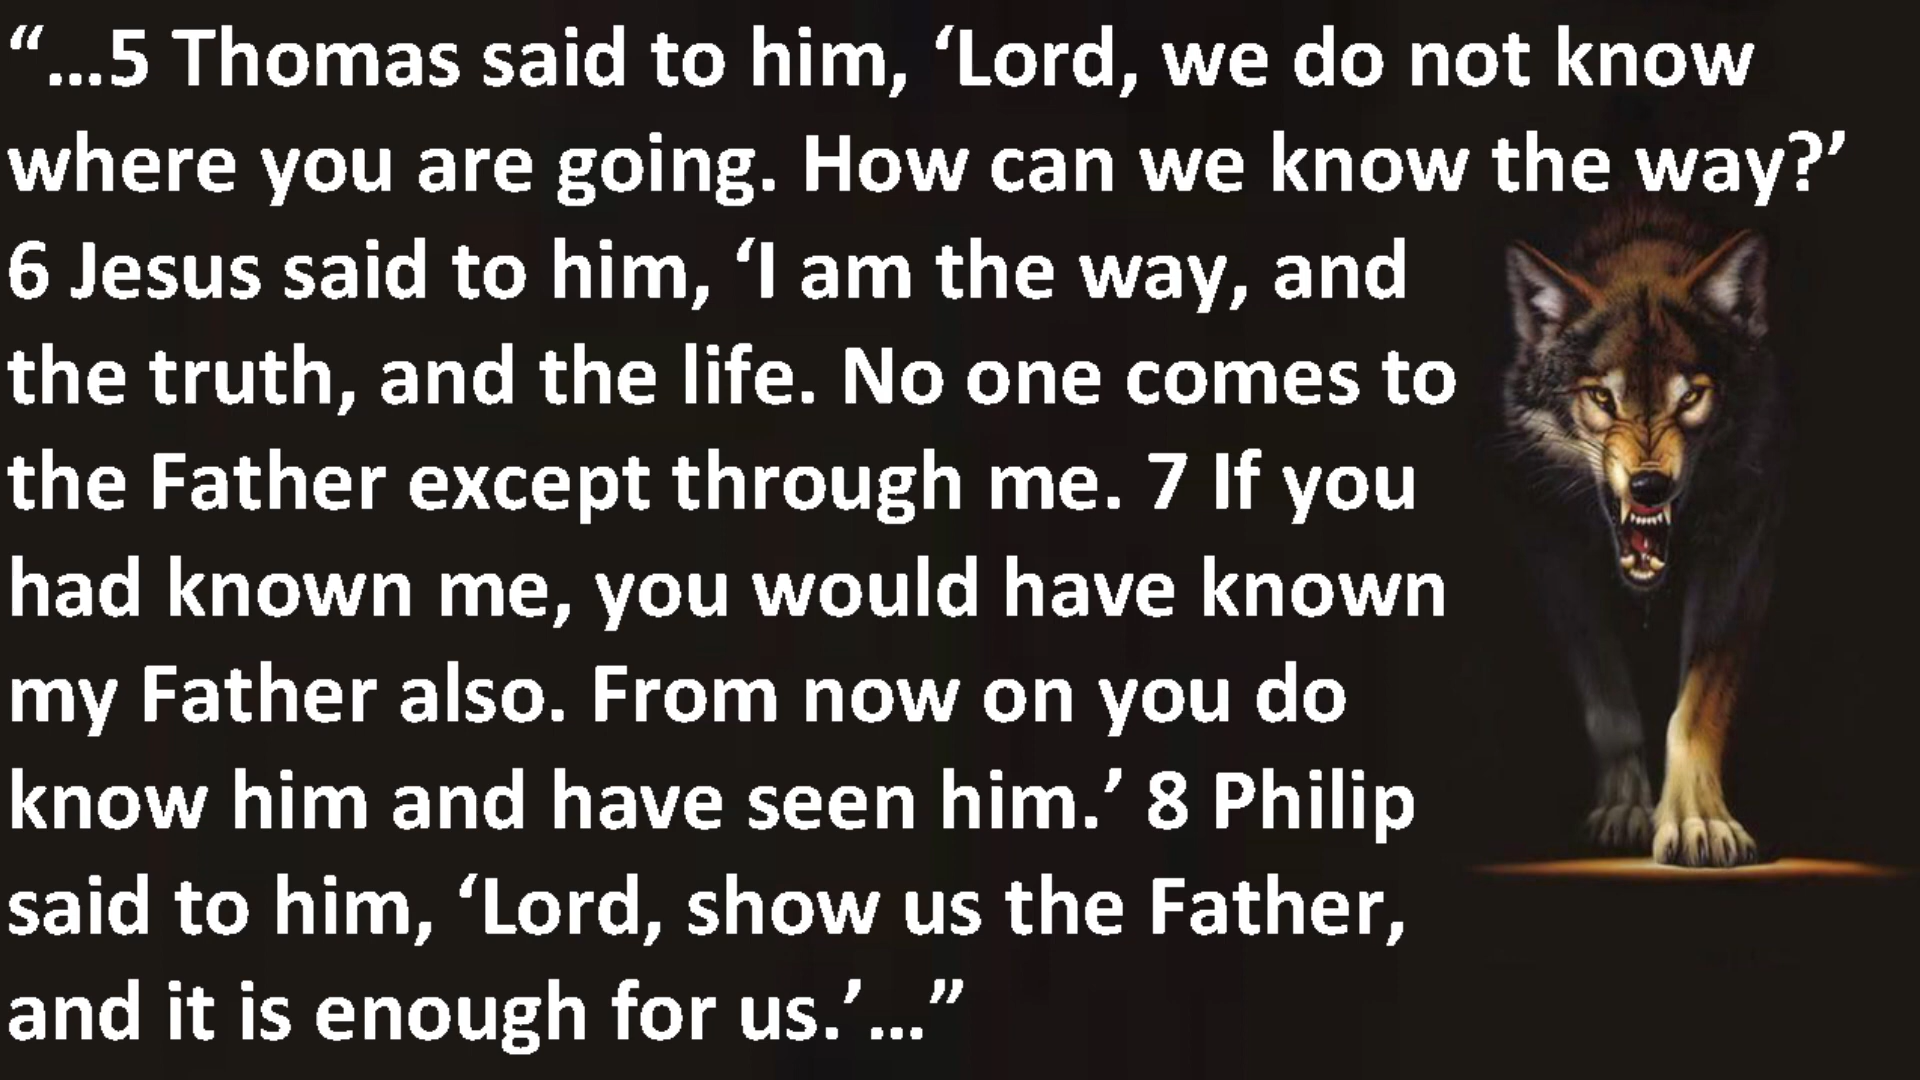 “…5 Thomas said to him, ‘Lord, we do not know
where you are going. How can we know the way?’
6 Jesus said to him, ‘I am the way, and
the truth, and the life. No one comes to
the Father except through me. 7 If you
had known me, you would have known
my Father also. From now on you do
know him and have seen him.’ 8 Philip
said to him, ‘Lord, show us the Father,
and it is enough for us.’…”